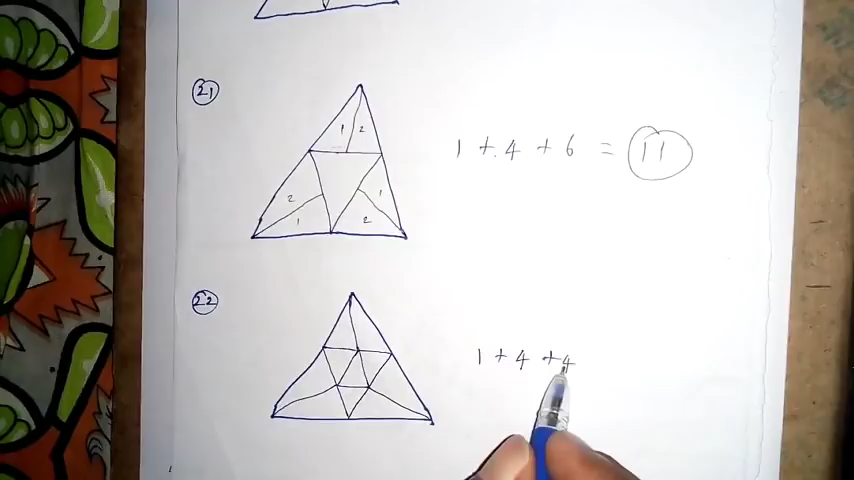 21
1 2
1 + 4 + 6 = 11
2 1
1 2
22
1 + 4 + 4